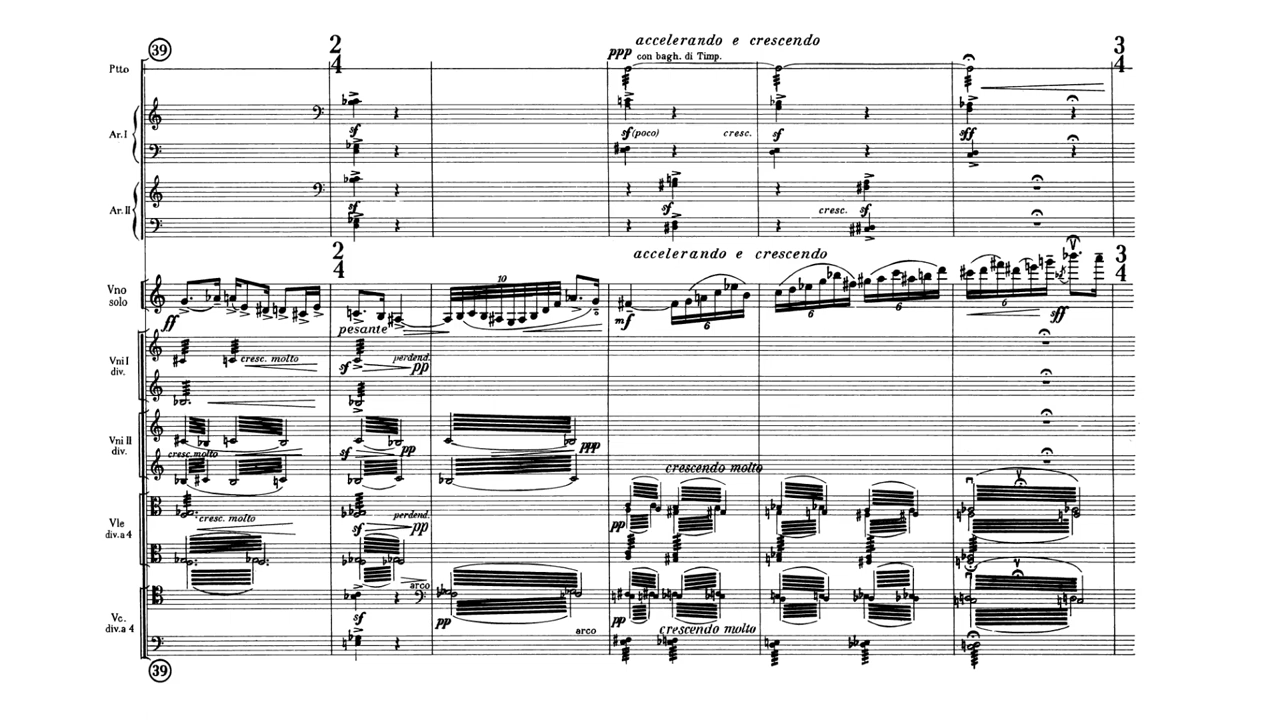 39
2/4
ppp accelerando e crescendo
con bagh. di Timp.
3/4
Ptto
Ar. I
sf
sf (poco)
cresc.
sf
sff
Ar. II
sf
sf
cresc.
sf
2/4
accelerando e crescendo
3/4
Vno solo
ff
pesante
10
mf
6
6
6
6
sff
Vni I div.
cresc. molto
sf
perdend.
pp
Vni II div.
cresc. molto
sf
pp
ppp
crescendo molto
Vle div. a 4
cresc. molto
sf
perdend.
pp
pp
Vc. div. a 4
sf
arco
pp
arco
pp
crescendo molto
39